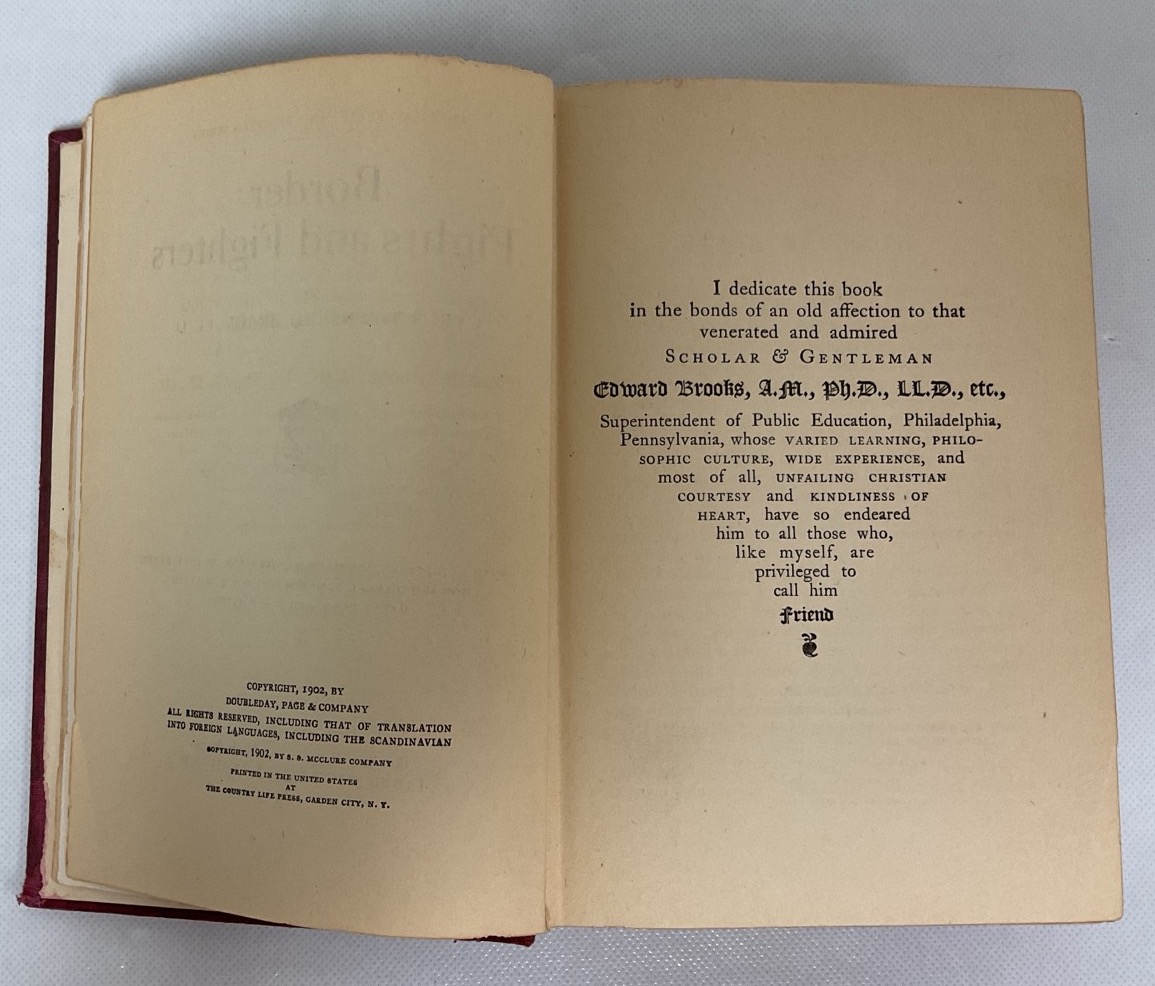 COPYRIGHT, 1902, BY
DOUBLEDAY, PAGE & COMPANY
ALL RIGHTS RESERVED, INCLUDING THAT OF TRANSLATION
INTO FOREIGN LANGUAGES, INCLUDING THE SCANDINAVIAN
COPYRIGHT, 1902, BY S. S. MCCLURE COMPANY
PRINTED IN THE UNITED STATES
AT
THE COUNTRY LIFE PRESS, GARDEN CITY, N. Y.
I dedicate this book
in the bonds of an old affection to that
venerated and admired
SCHOLAR & GENTLEMAN
Edward Brooks, A.M., Ph.D., LL.D., etc.,
Superintendent of Public Education, Philadelphia,
Pennsylvania, whose VARIED LEARNING, PHILO-
SOPHIC CULTURE, WIDE EXPERIENCE, and
most of all, UNFAILING CHRISTIAN
COURTESY and KINDLINESS OF
HEART, have so endeared
him to all those who,
like myself, are
privileged to
call him
Friend